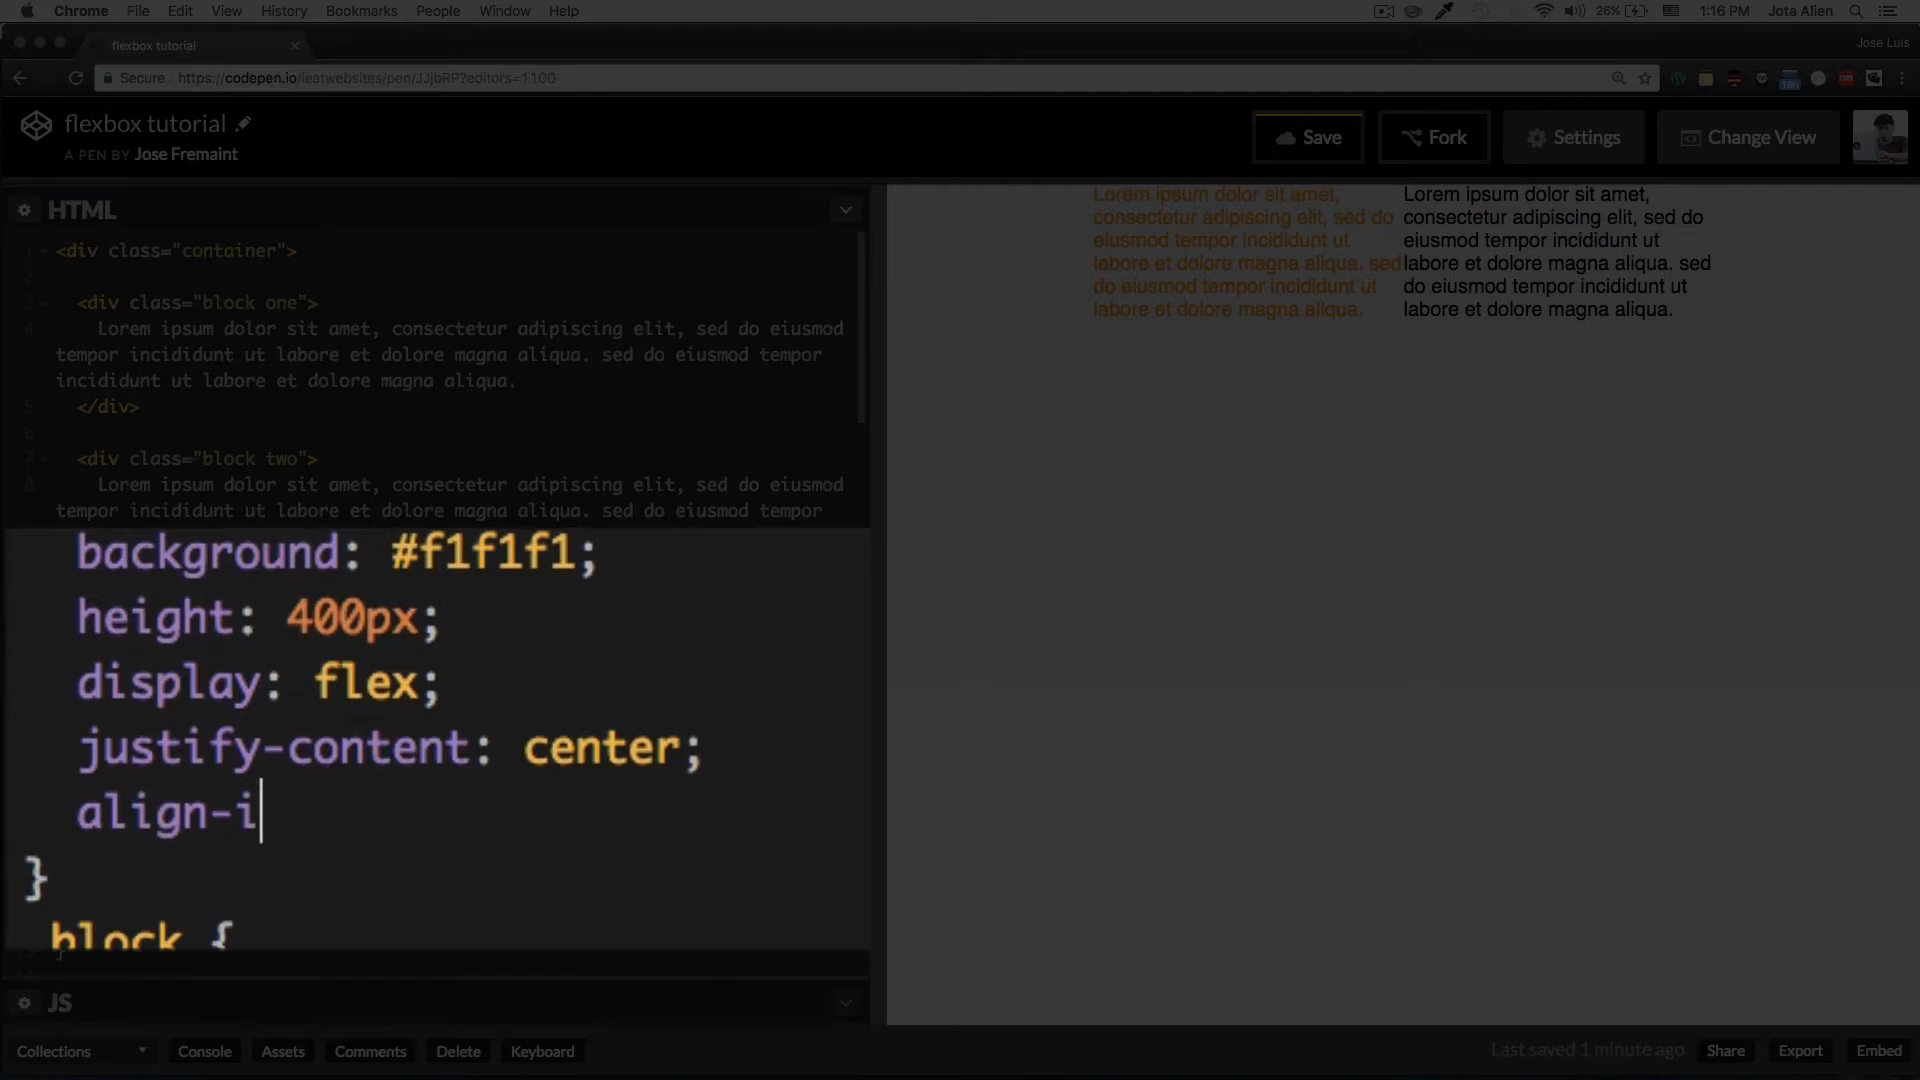 Chrome File Edit View History Bookmarks People Window Help
26% 1:16 PM Jota Alien
flexbox tutorial
Jose Luis
Secure https://codepen.io/ieatwebsites/pen/JJjbRP?editors=1100
flexbox tutorial
A PEN BY Jose Fremaint
Save Fork Settings Change View
HTML
1 <div class="container">
2
3 <div class="block one">
4 Lorem ipsum dolor sit amet, consectetur adipiscing elit, sed do eiusmod
tempor incididunt ut labore et dolore magna aliqua. sed do eiusmod tempor
incididunt ut labore et dolore magna aliqua.
5 </div>
6
7 <div class="block two">
8 Lorem ipsum dolor sit amet, consectetur adipiscing elit, sed do eiusmod
tempor incididunt ut labore et dolore magna aliqua. sed do eiusmod tempor
background: #f1f1f1;
height: 400px;
display: flex;
justify-content: center;
align-i
}
block {
}
JS
Lorem ipsum dolor sit amet,
consectetur adipiscing elit, sed do
eiusmod tempor incididunt ut
labore et dolore magna aliqua. sed
do eiusmod tempor incididunt ut
labore et dolore magna aliqua.
Lorem ipsum dolor sit amet,
consectetur adipiscing elit, sed do
eiusmod tempor incididunt ut
labore et dolore magna aliqua. sed
do eiusmod tempor incididunt ut
labore et dolore magna aliqua.
Collections Console Assets Comments Delete Keyboard
Last saved 1 minute ago Share Export Embed